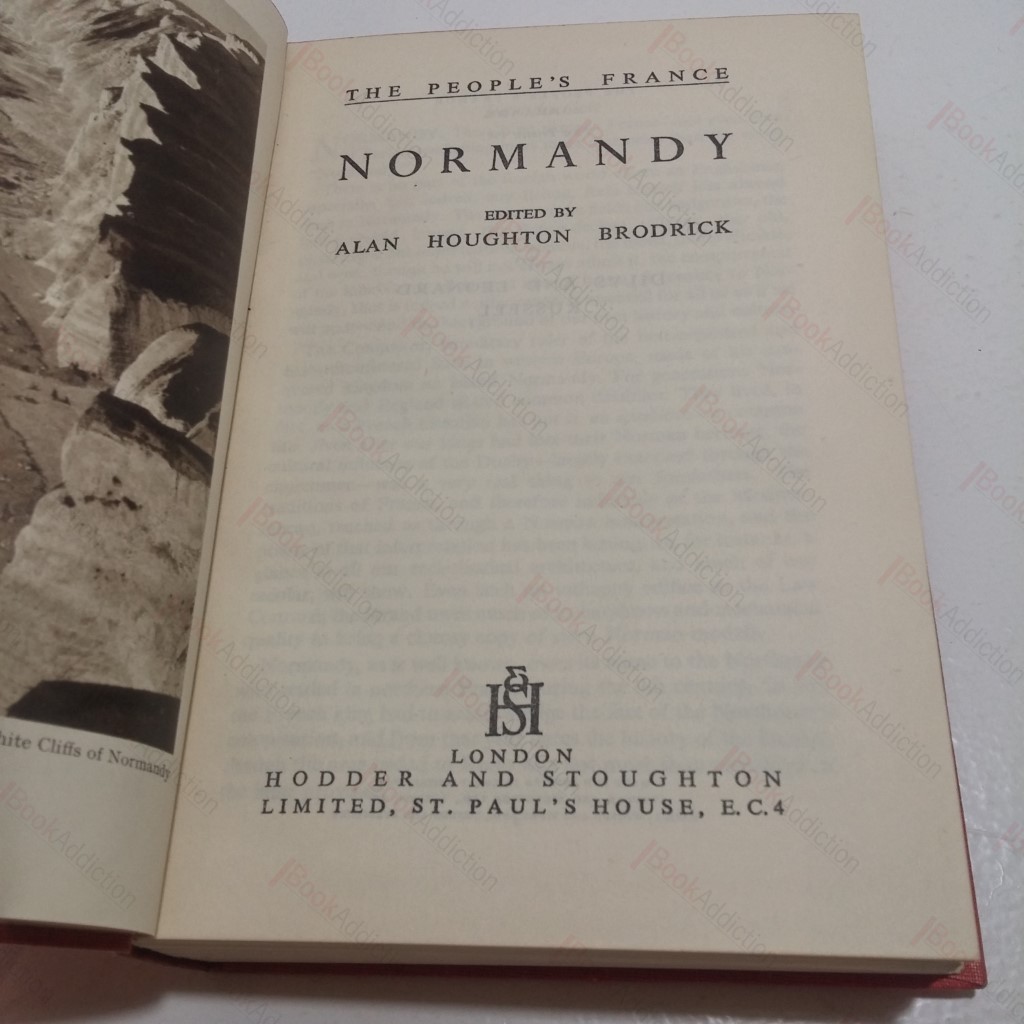 THE PEOPLE'S FRANCE
NORMANDY
EDITED BY
ALAN HOUGHTON BRODRICK
H&S
LONDON
HODDER AND STOUGHTON
LIMITED, ST. PAUL'S HOUSE, E.C.4
hite Cliffs of Normandy
BookAddiction